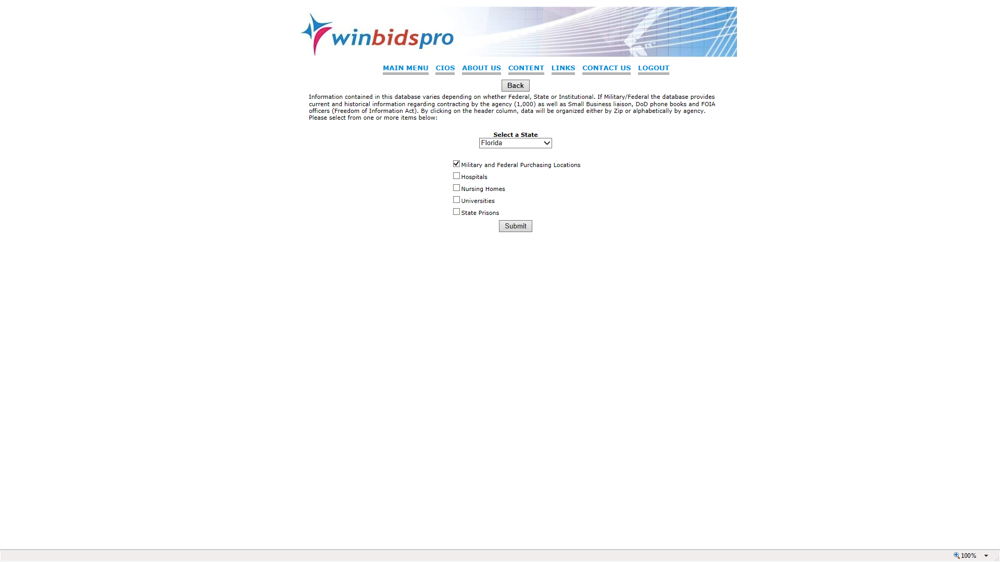 winbidspro
MAIN MENU CIOS ABOUT US CONTENT LINKS CONTACT US LOGOUT
Back
Information contained in this database varies depending on whether Federal, State or Institutional. If Military/Federal the database provides
current and historical information regarding contracting by the agency (1,000) as well as Small Business liaison, DoD phone books and FOIA
officers (Freedom of Information Act). By clicking on the header column, data will be organized either by Zip or alphabetically by agency.
Please select from one or more items below:
Select a State
Florida
Military and Federal Purchasing Locations
Hospitals
Nursing Homes
Universities
State Prisons
Submit
100%